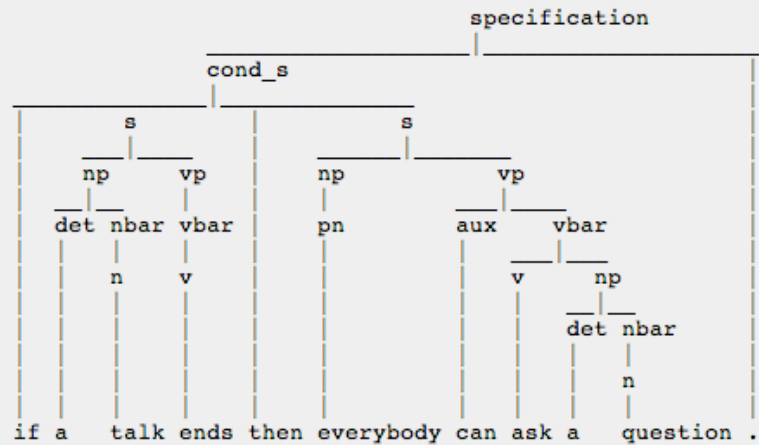 specification
cond_s
s s
np vp np vp
det nbar vbar pn aux vbar
n v v np
det nbar
n
if a talk ends then everybody can ask a question .